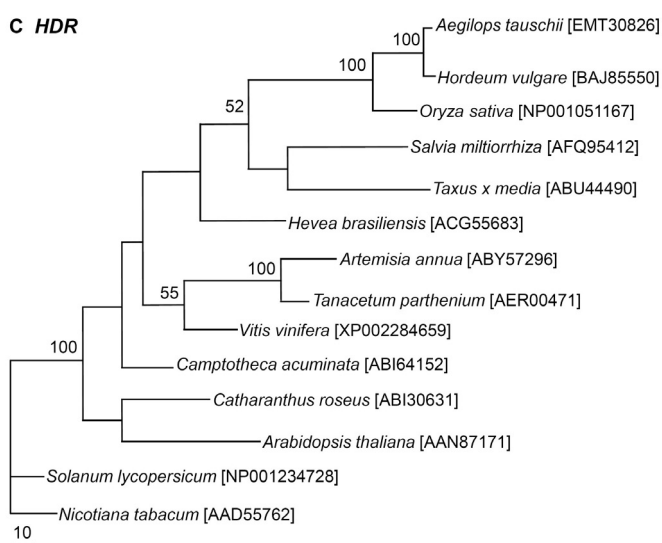 C HDR
Aegilops tauschii [EMT30826]
100
Hordeum vulgare [BAJ85550]
100
Oryza sativa [NP001051167]
52
Salvia miltiorrhiza [AFQ95412]
Taxus x media [ABU44490]
Hevea brasiliensis [ACG55683]
Artemisia annua [ABY57296]
100
Tanacetum parthenium [AER00471]
55
Vitis vinifera [XP002284659]
100
Camptotheca acuminata [ABI64152]
Catharanthus roseus [ABI30631]
Arabidopsis thaliana [AAN87171]
Solanum lycopersicum [NP001234728]
Nicotiana tabacum [AAD55762]
10